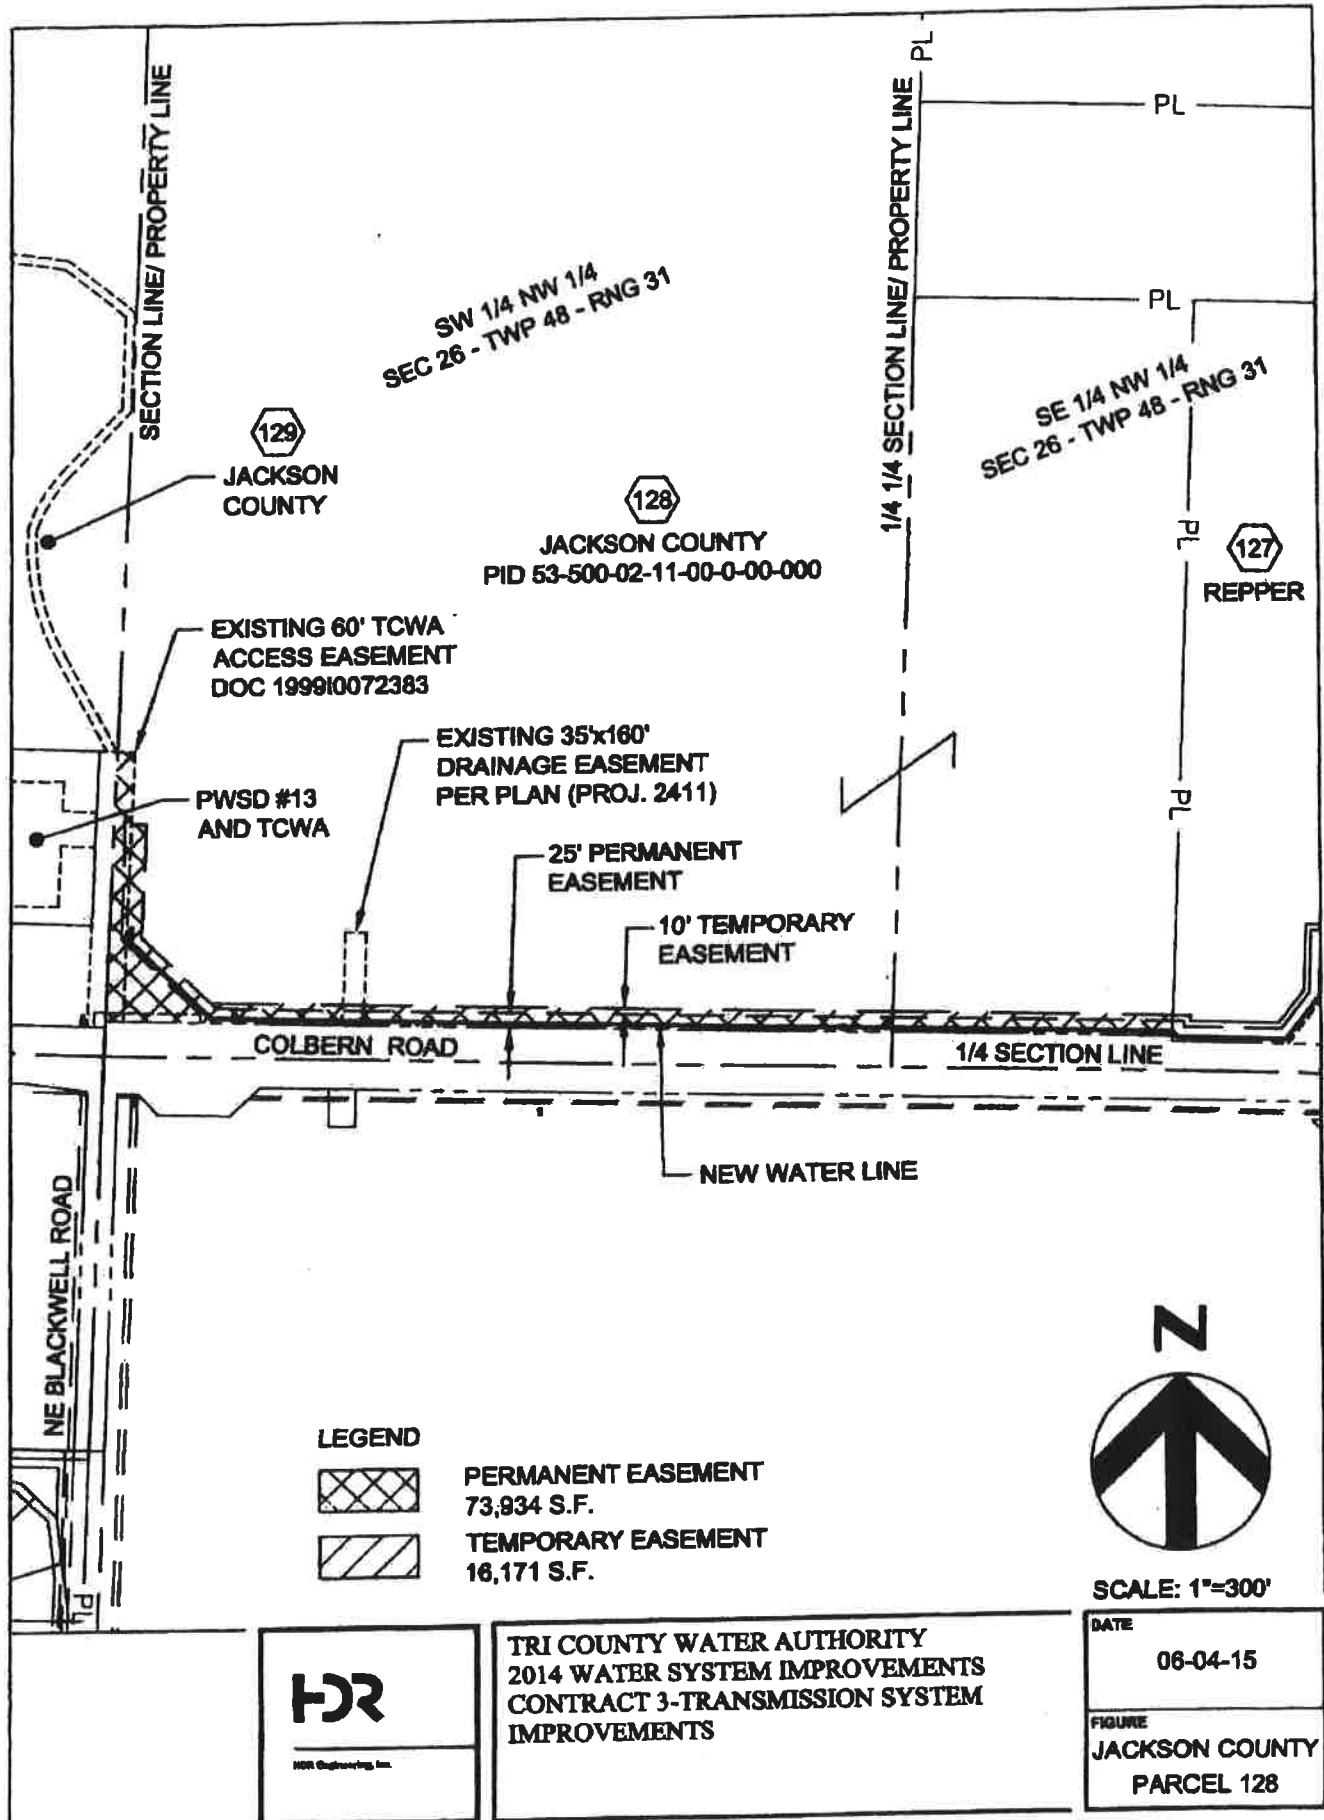 SECTION LINE/ PROPERTY LINE
PL
PL
1/4 1/4 SECTION LINE/ PROPERTY LINE
SW 1/4 NW 1/4
SEC 26 - TWP 48 - RNG 31
PL
SE 1/4 NW 1/4
SEC 26 - TWP 48 - RNG 31
129
JACKSON
COUNTY
128
JACKSON COUNTY
PID 53-500-02-11-00-0-00-000
PL
127
REPPER
EXISTING 60' TCWA
ACCESS EASEMENT
DOC 1999I0072383
EXISTING 35'x160'
DRAINAGE EASEMENT
PER PLAN (PROJ. 2411)
PWSD #13
AND TCWA
PL
25' PERMANENT
EASEMENT
10' TEMPORARY
EASEMENT
COLBERN ROAD
1/4 SECTION LINE
NEW WATER LINE
NE BLACKWELL ROAD
PL
N
LEGEND
PERMANENT EASEMENT
73,934 S.F.
TEMPORARY EASEMENT
16,171 S.F.
SCALE: 1"=300'
HDR
HDR Engineering, Inc.
TRI COUNTY WATER AUTHORITY
2014 WATER SYSTEM IMPROVEMENTS
CONTRACT 3-TRANSMISSION SYSTEM
IMPROVEMENTS
DATE
06-04-15
FIGURE
JACKSON COUNTY
PARCEL 128